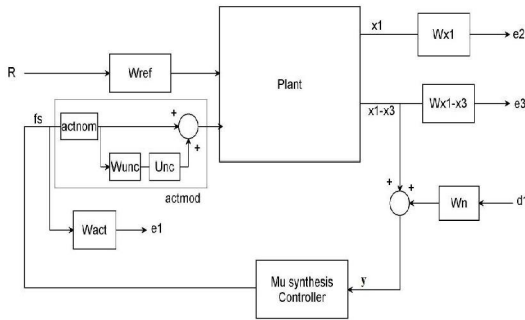 x1
Wx1
e2
R
Wref
Plant
x1-x3
Wx1-x3
e3
fs
actnom
+
+
Wunc
Unc
actmod
+
+
Wn
d1
Wact
e1
Mu synthesis
Controller
y